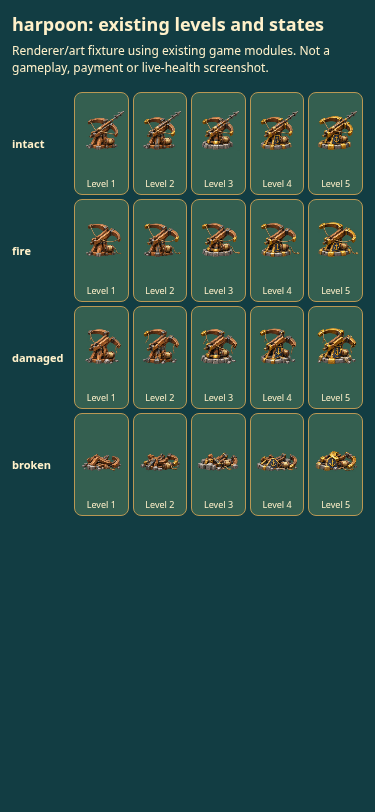 harpoon: existing levels and states
Renderer/art fixture using existing game modules. Not a
gameplay, payment or live-health screenshot.
intact
Level 1
Level 2
Level 3
Level 4
Level 5
fire
Level 1
Level 2
Level 3
Level 4
Level 5
damaged
Level 1
Level 2
Level 3
Level 4
Level 5
broken
Level 1
Level 2
Level 3
Level 4
Level 5